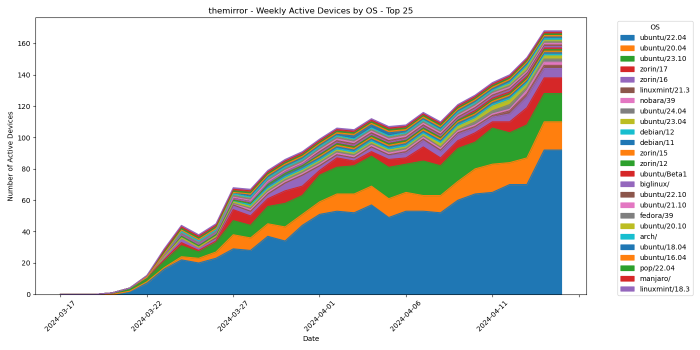 themirror - Weekly Active Devices by OS - Top 25
Number of Active Devices
160
140
120
100
80
60
40
20
0
2024-03-17
2024-03-22
2024-03-27
2024-04-01
2024-04-06
2024-04-11
Date
OS
ubuntu/22.04
ubuntu/20.04
ubuntu/23.10
zorin/17
zorin/16
linuxmint/21.3
nobara/39
ubuntu/24.04
ubuntu/23.04
debian/12
debian/11
zorin/15
zorin/12
ubuntu/Beta1
biglinux/
ubuntu/22.10
ubuntu/21.10
fedora/39
ubuntu/20.10
arch/
ubuntu/18.04
ubuntu/16.04
pop/22.04
manjaro/
linuxmint/18.3